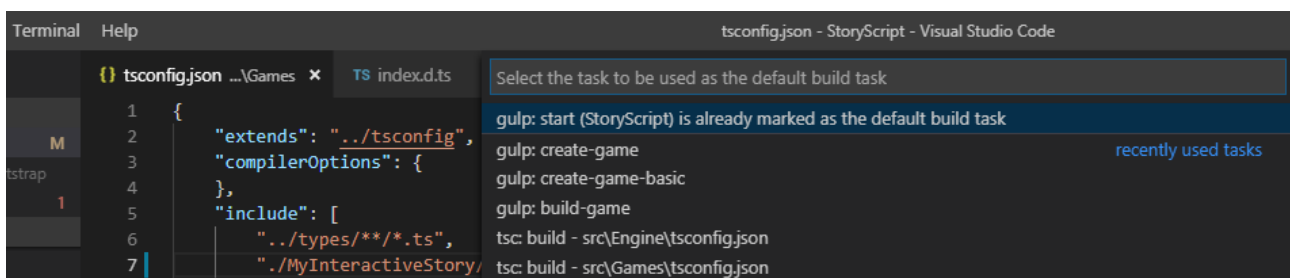 Terminal Help tsconfig.json - StoryScript - Visual Studio Code
{} tsconfig.json ...\Games × TS index.d.ts
Select the task to be used as the default build task
gulp: start (StoryScript) is already marked as the default build task
gulp: create-game recently used tasks
gulp: create-game-basic
gulp: build-game
tsc: build - src\Engine\tsconfig.json
tsc: build - src\Games\tsconfig.json
M
tstrap
1
1 {
2 "extends": "../tsconfig",
3 "compilerOptions": {
4 },
5 "include": [
6 "../types/**/*.ts",
7 "./MyInteractiveStory/